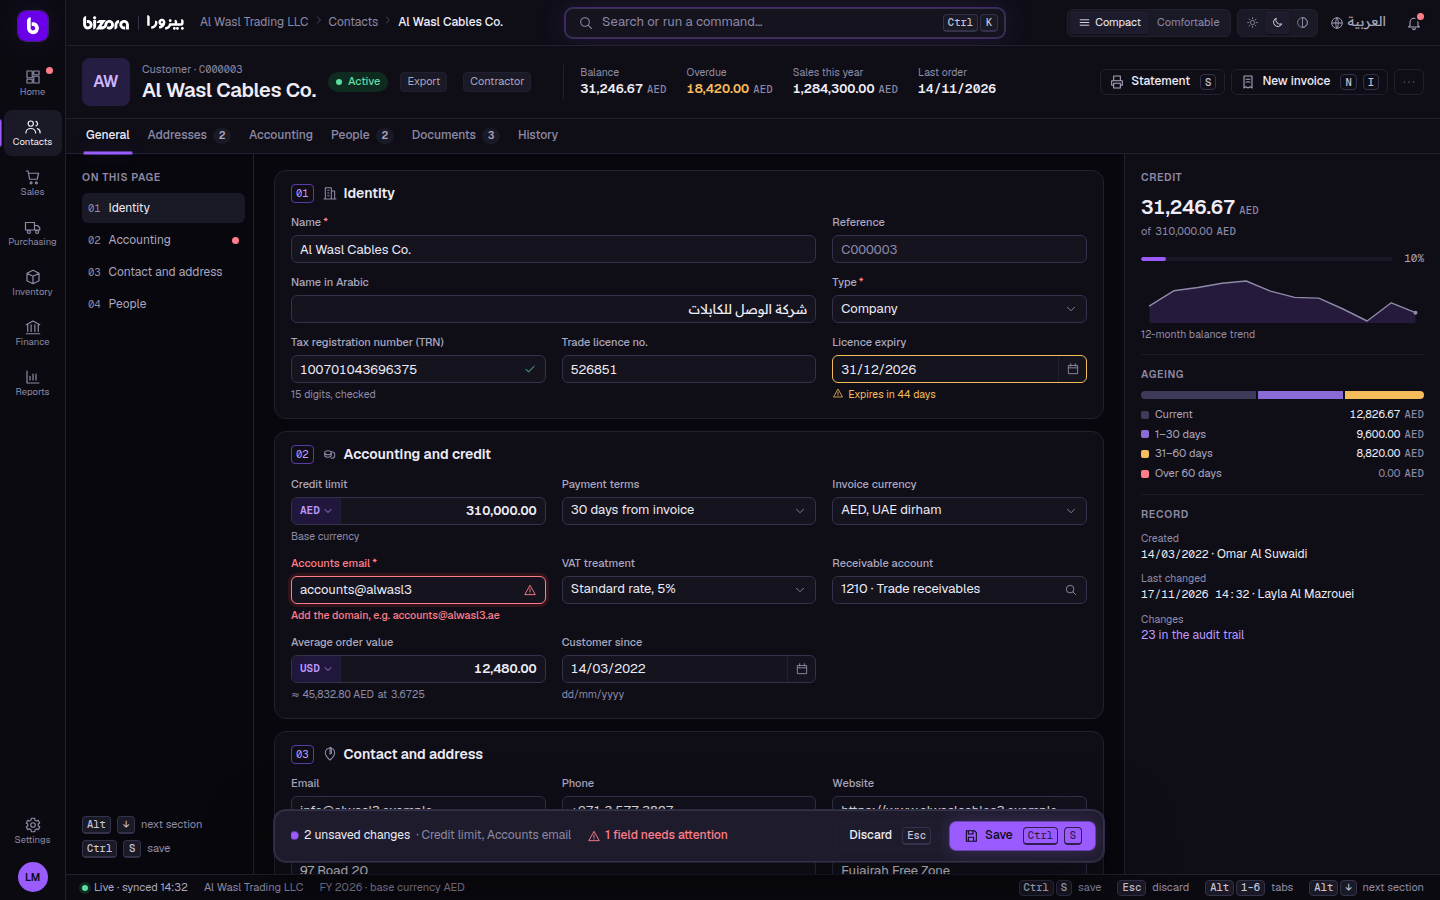 bizora | بيزورا
Al Wasl Trading LLC > Contacts > Al Wasl Cables Co.
Search or run a command... Ctrl K
Compact Comfortable
العربية
Home
Contacts
Sales
Purchasing
Inventory
Finance
Reports
Settings
LM
AW
Customer · C000003
Al Wasl Cables Co.
Active Export Contractor
Balance
31,246.67 AED
Overdue
18,420.00 AED
Sales this year
1,284,300.00 AED
Last order
14/11/2026
Statement S
New invoice N I
...
General Addresses 2 Accounting People 2 Documents 3 History
ON THIS PAGE
01 Identity
02 Accounting
03 Contact and address
04 People
Alt ↓ next section
Ctrl S save
01 Identity
Name *
Al Wasl Cables Co.
Reference
C000003
Name in Arabic
شركة الوصل للكابلات
Type *
Company
Tax registration number (TRN)
100701043696375
15 digits, checked
Trade licence no.
526851
Licence expiry
31/12/2026
Expires in 44 days
02 Accounting and credit
Credit limit
AED 310,000.00
Base currency
Payment terms
30 days from invoice
Invoice currency
AED, UAE dirham
Accounts email *
accounts@alwasl3
Add the domain, e.g. accounts@alwasl3.ae
VAT treatment
Standard rate, 5%
Receivable account
1210 · Trade receivables
Average order value
USD 12,480.00
≈ 45,832.80 AED at 3.6725
Customer since
14/03/2022
dd/mm/yyyy
03 Contact and address
Email
Phone
Website
2 unsaved changes · Credit limit, Accounts email
1 field needs attention
Discard Esc
Save Ctrl S
97 Road 20
Fujairah Free Zone
CREDIT
31,246.67 AED
of 310,000.00 AED
10%
12-month balance trend
AGEING
Current 12,826.67 AED
1–30 days 9,600.00 AED
31–60 days 8,820.00 AED
Over 60 days 0.00 AED
RECORD
Created
14/03/2022 · Omar Al Suwaidi
Last changed
17/11/2026 14:32 · Layla Al Mazrouei
Changes
23 in the audit trail
Live · synced 14:32 Al Wasl Trading LLC FY 2026 · base currency AED
Ctrl S save Esc discard Alt 1–6 tabs Alt ↓ next section